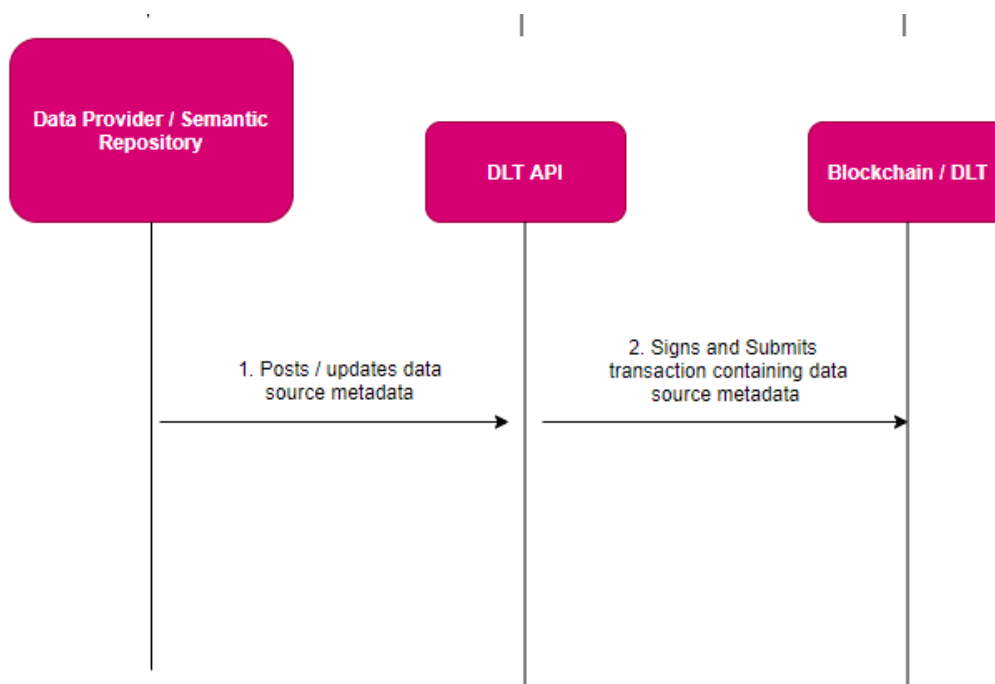 Data Provider / Semantic
Repository
DLT API
Blockchain / DLT
1. Posts / updates data
source metadata
2. Signs and Submits
transaction containing data
source metadata